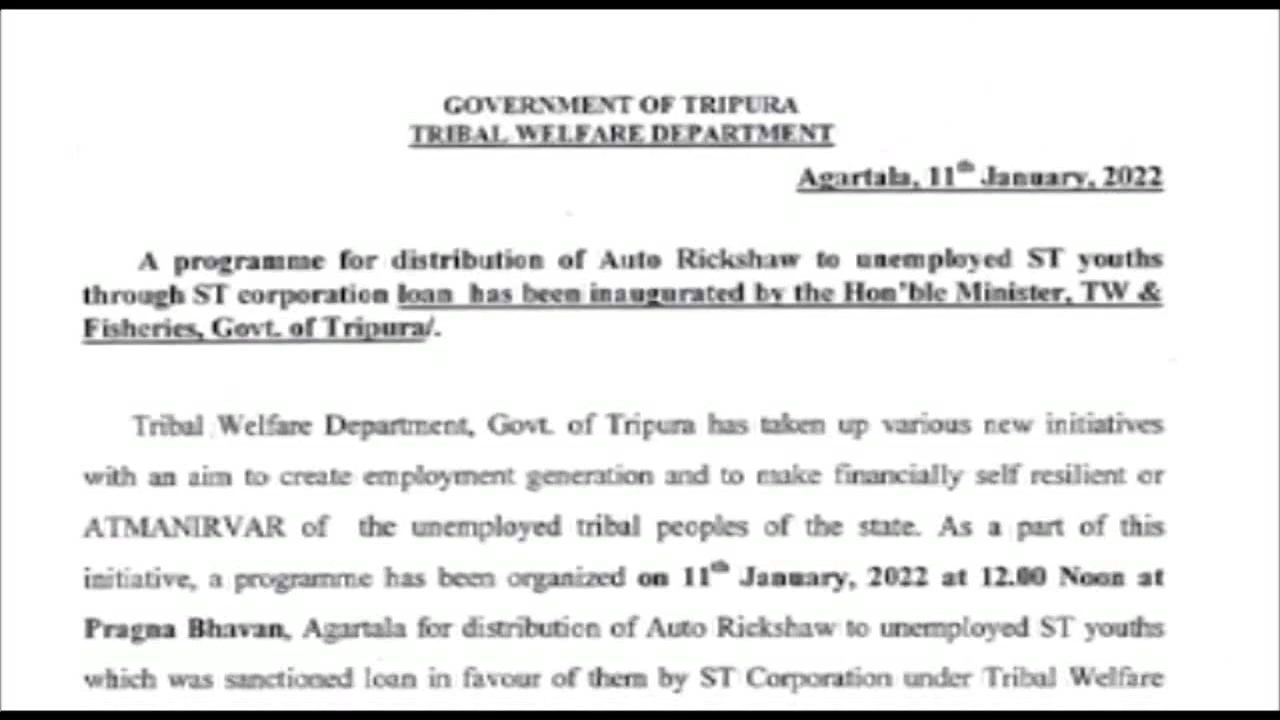 GOVERNMENT OF TRIPURA
TRIBAL WELFARE DEPARTMENT
Agartala, 11th January, 2022
A programme for distribution of Auto Rickshaw to unemployed ST youths
through ST corporation loan has been inaugurated by the Hon"ble Minister, TW &
Fisheries, Govt. of Tripura/.
Tribal Welfare Department, Govt. of Tripura has taken up various new initiatives
with an aim to create employment generation and to make financially self resilient or
ATMANIRVAR of the unemployed tribal peoples of the state. As a part of this
initiative, a programme has been organized on 11th January, 2022 at 12.00 Noon at
Pragna Bhavan, Agartala for distribution of Auto Rickshaw to unemployed ST youths
which was sanctioned loan in favour of them by ST Corporation under Tribal Welfare